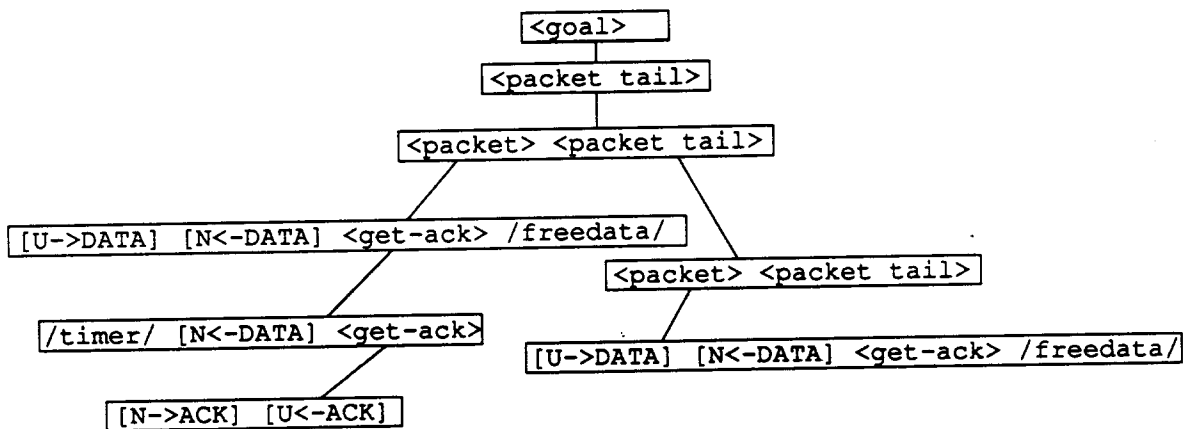 <goal>
<packet tail>
<packet> <packet tail>
[U->DATA] [N<-DATA] <get-ack> /freedata/
<packet> <packet tail>
/timer/ [N<-DATA] <get-ack>
[U->DATA] [N<-DATA] <get-ack> /freedata/
[N->ACK] [U<-ACK]